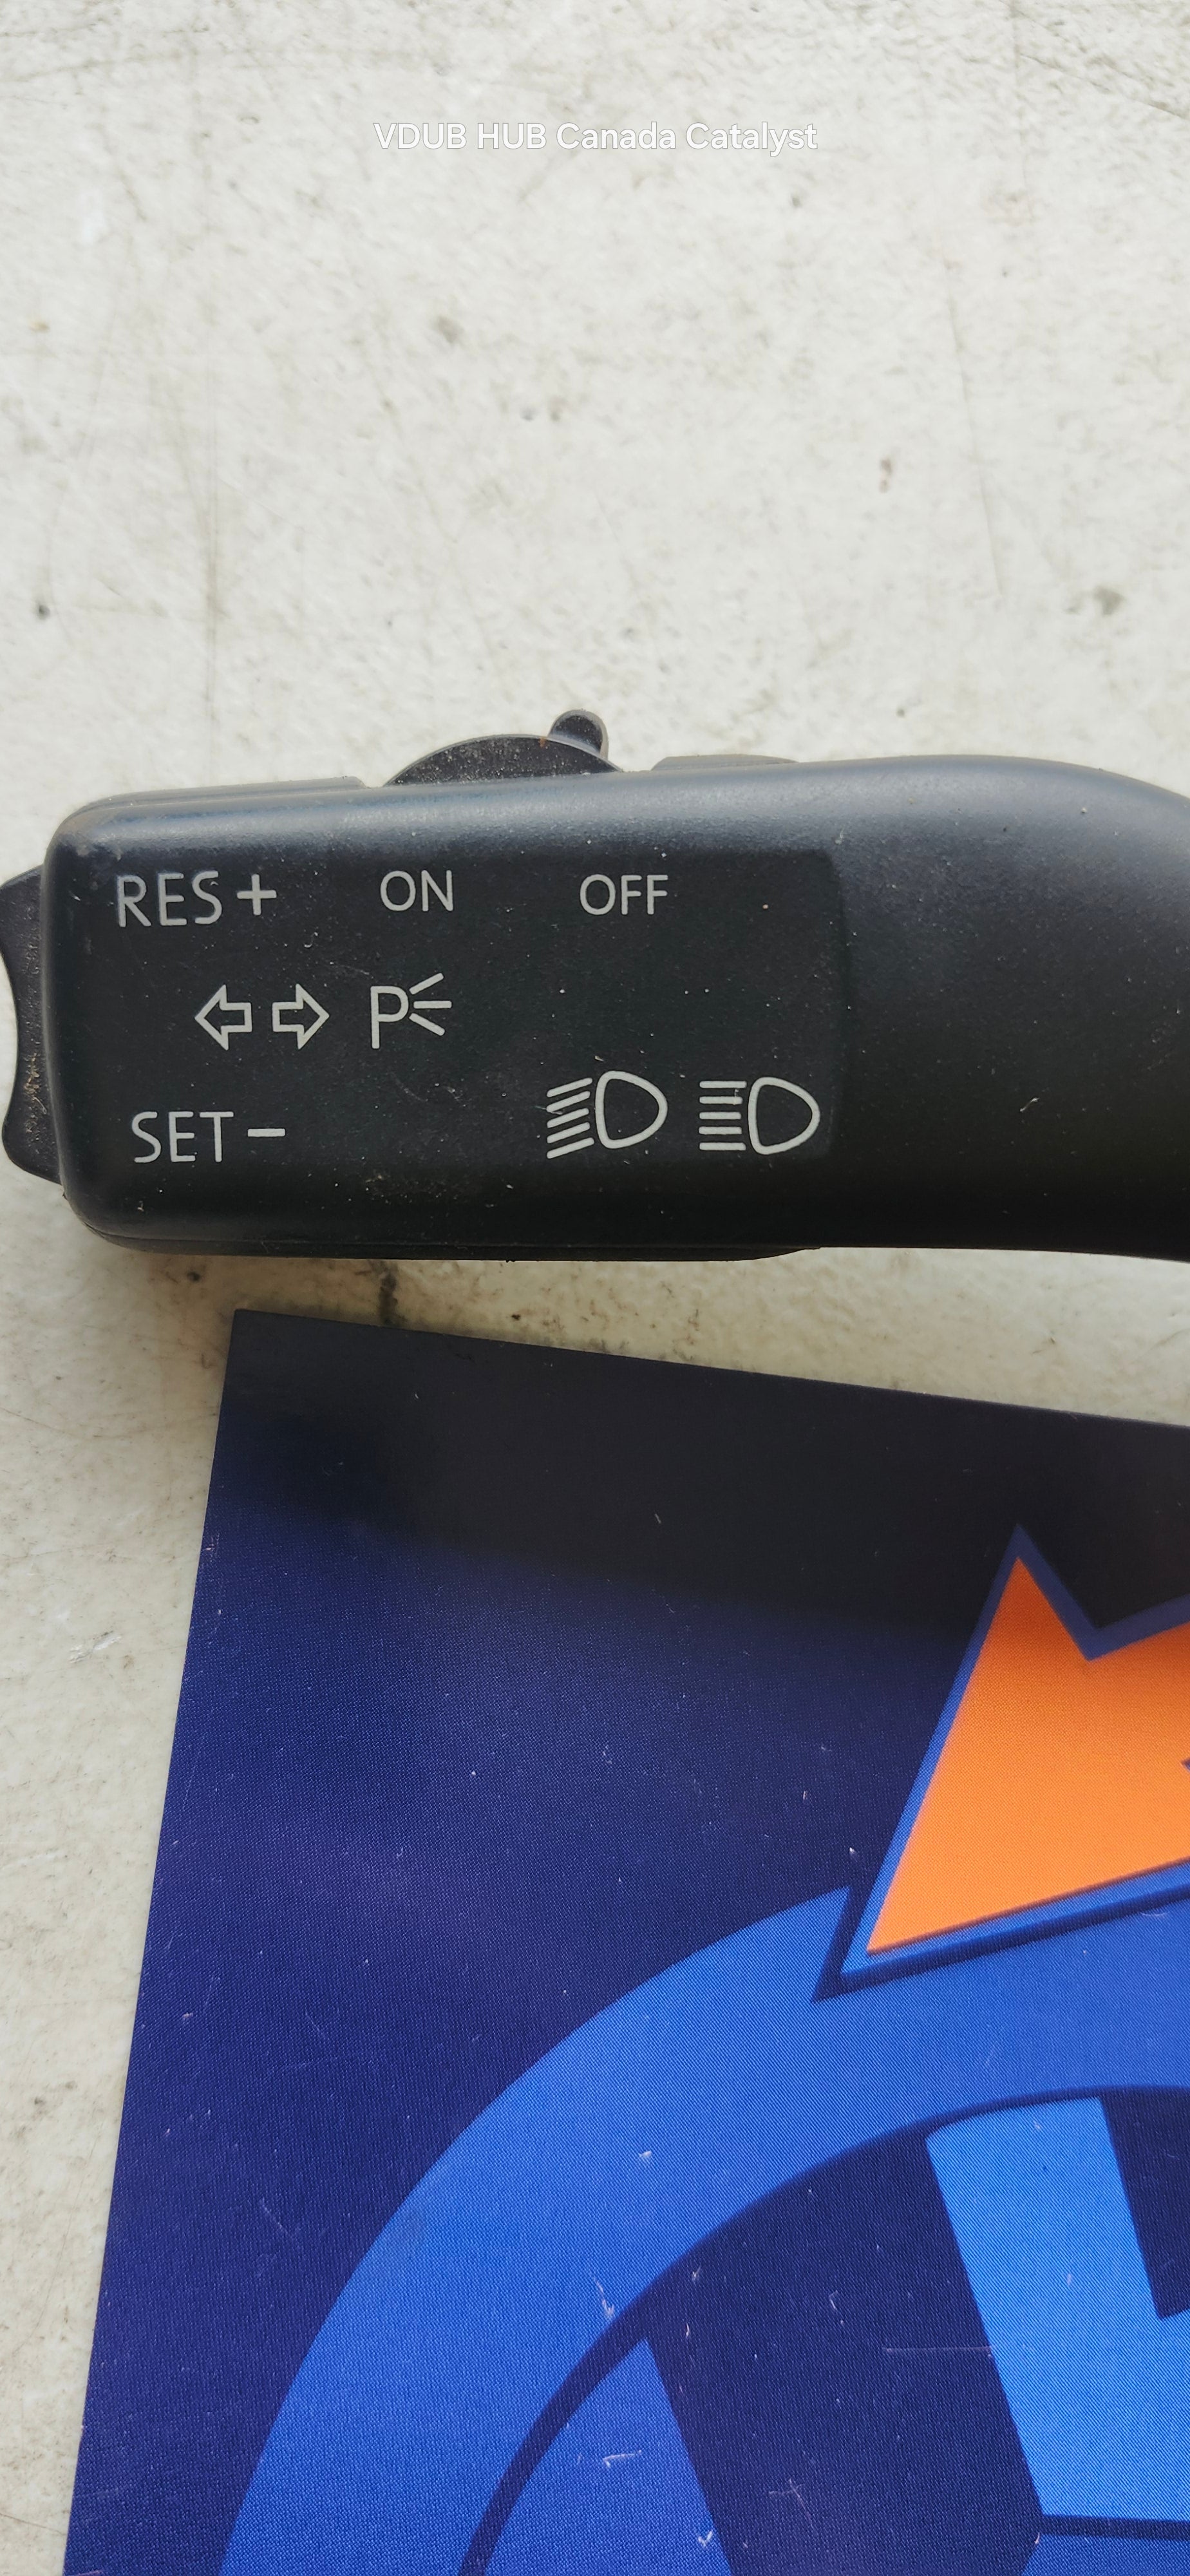 VDUB HUB Canada Catalyst
RES+ ON OFF
P
SET-